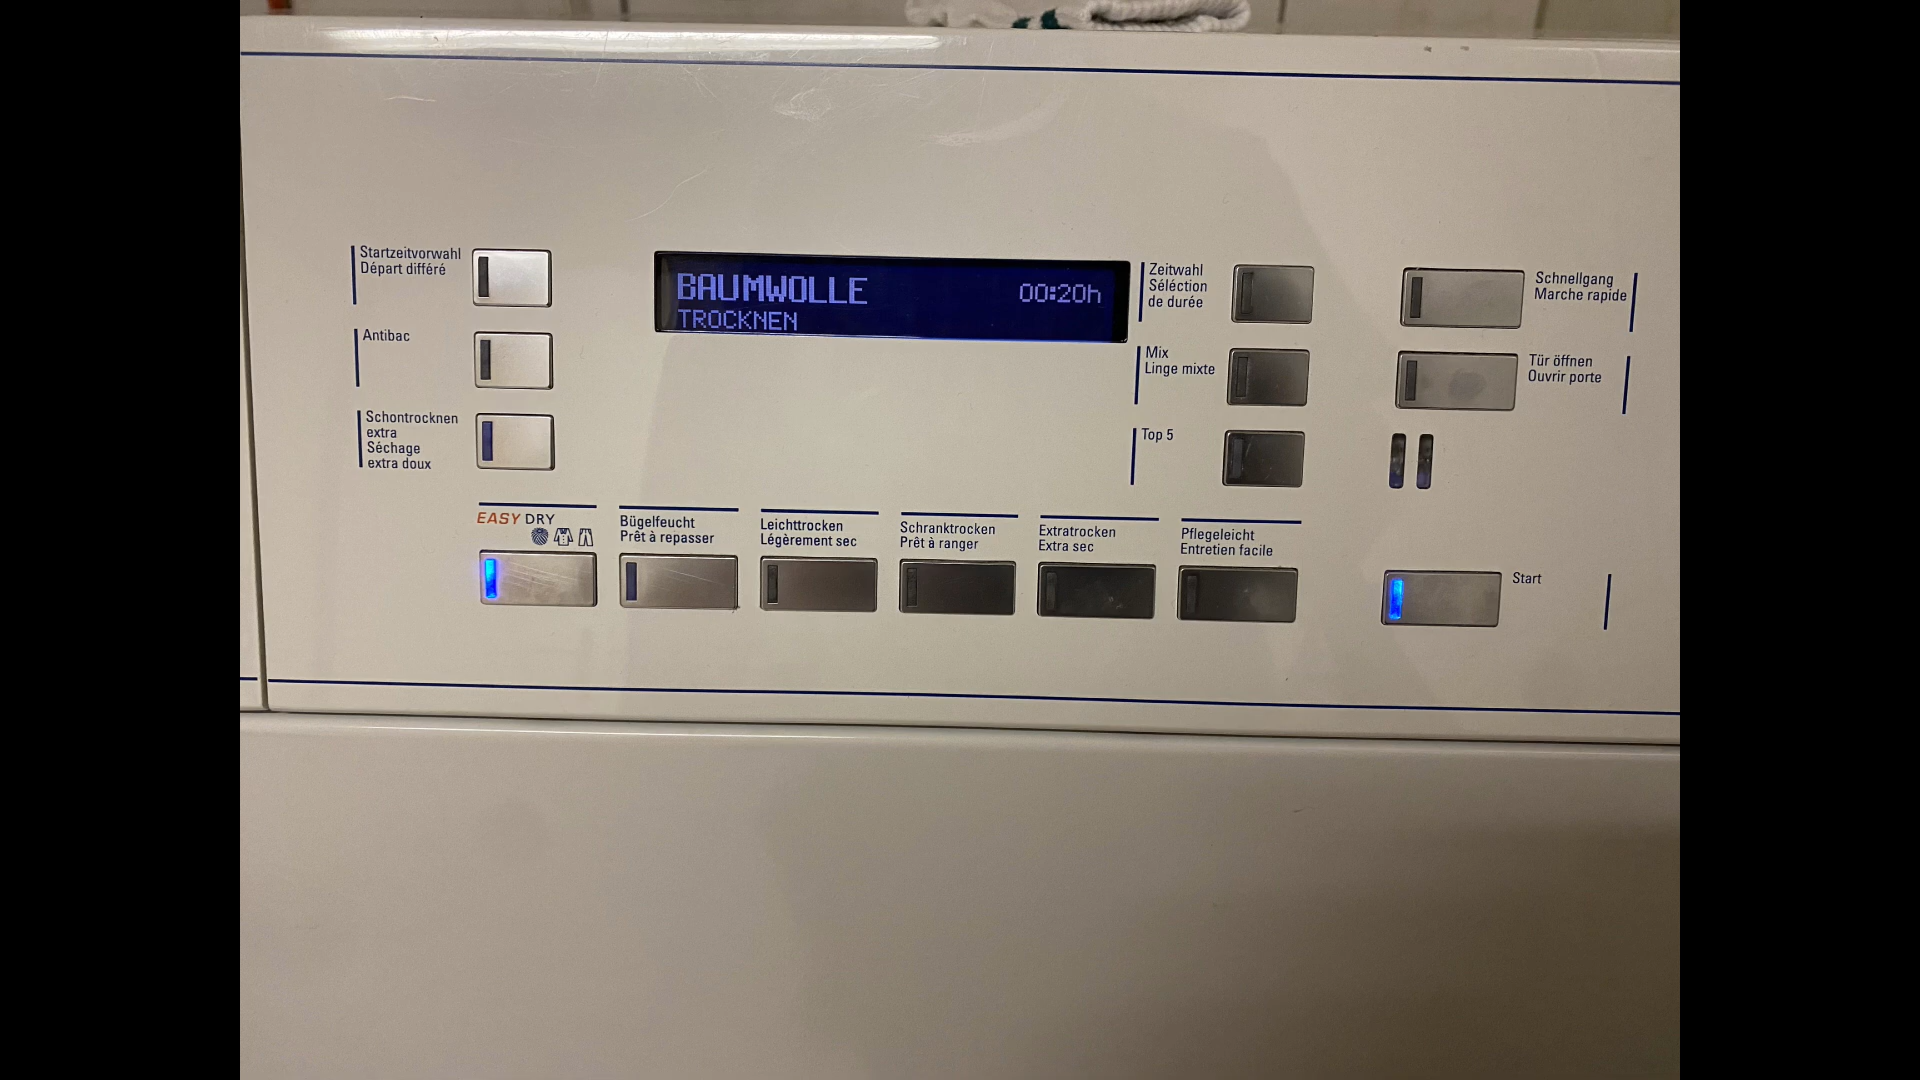 Startzeitvorwahl
Départ différé
Antibac
Schontrocknen
extra
Séchage
extra doux
BAUMWOLLE 00:20h
TROCKNEN
Zeitwahl
Séléction
de durée
Mix
Linge mixte
Top 5
Schnellgang
Marche rapide
Tür öffnen
Ouvrir porte
EASY DRY
Bügelfeucht
Prêt à repasser
Leichttrocken
Légèrement sec
Schranktrocken
Prêt à ranger
Extratrocken
Extra sec
Pflegeleicht
Entretien facile
Start